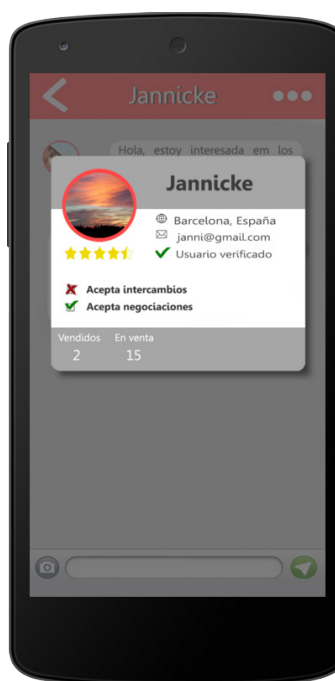 Jannicke
Hola, estoy interesada em los
Jannicke
Barcelona, España
janni@gmail.com
Usuario verificado
Acepta intercambios
Acepta negociaciones
Vendidos En venta
2 15